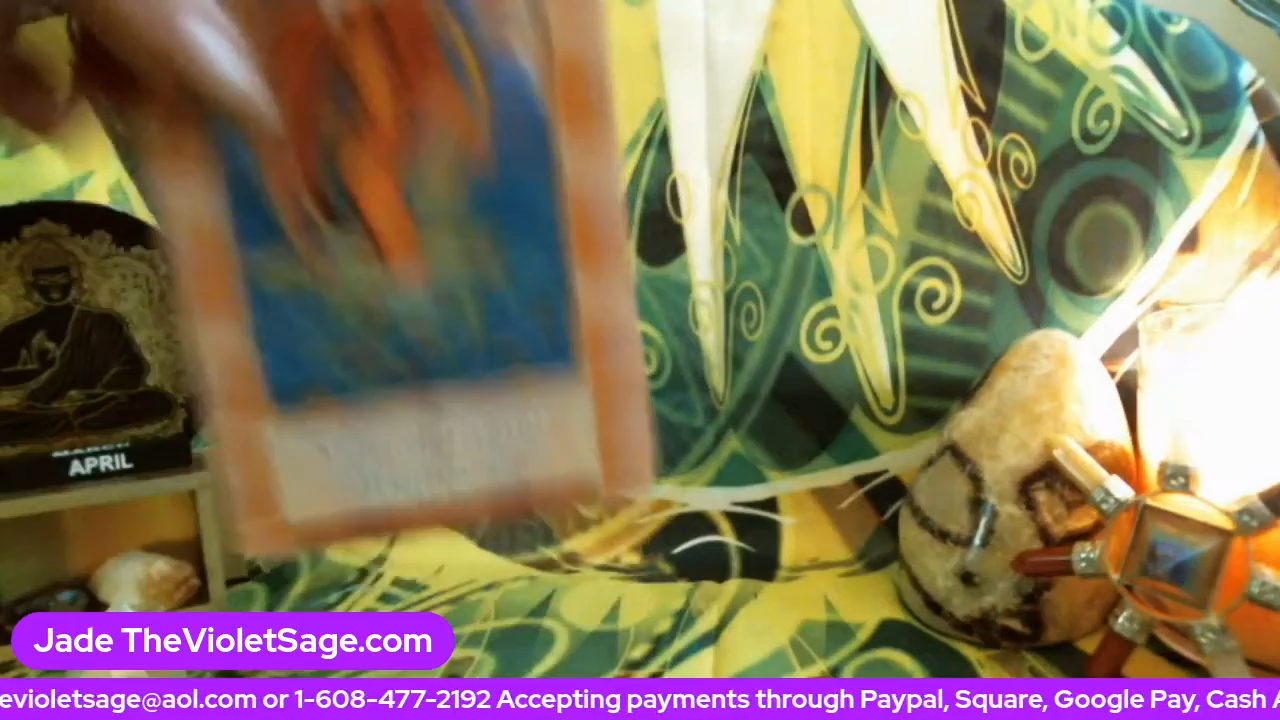 MARCH
APRIL
Jade TheVioletSage.com
evioletsage@aol.com or 1-608-477-2192 Accepting payments through Paypal, Square, Google Pay, Cash A